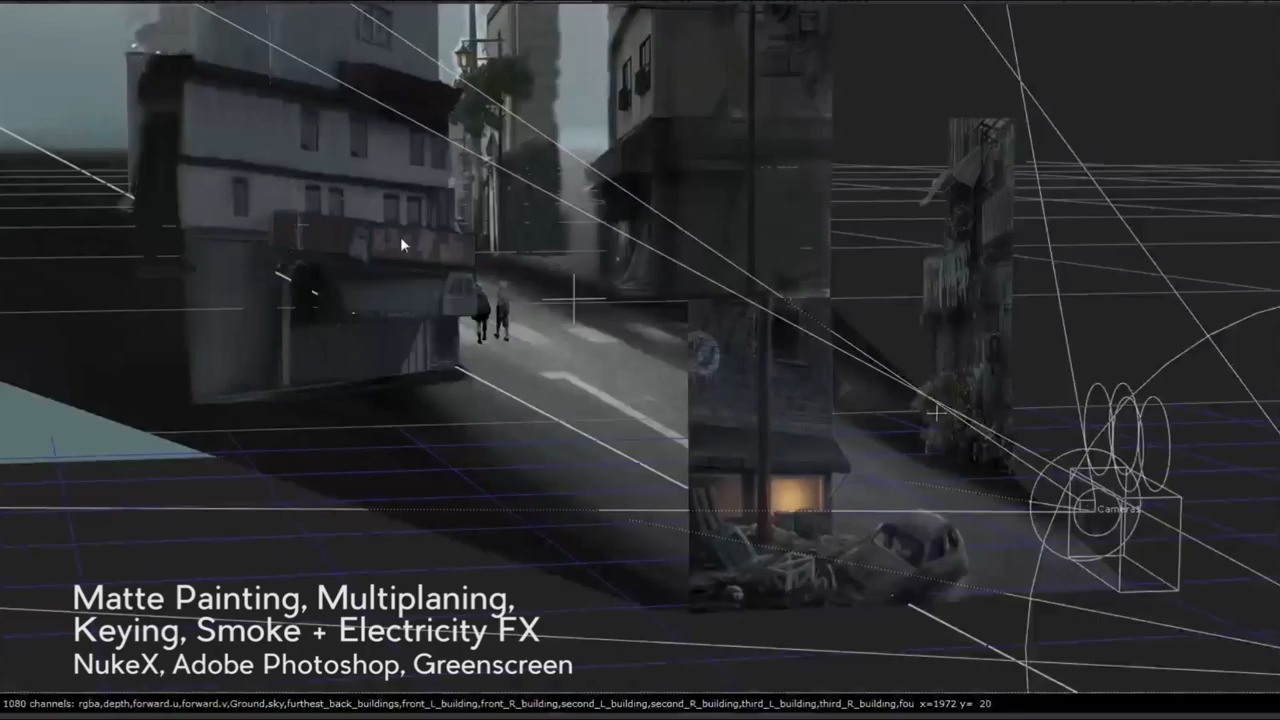 Camera8
Matte Painting, Multiplaning,
Keying, Smoke + Electricity FX
NukeX, Adobe Photoshop, Greenscreen
1080 channels: rgba,depth,forward.u,forward.v,Ground,sky,furthest_back_buildings,front_L_building,front_R_building,second_L_building,second_R_building,third_L_building,third_R_building,fou x=1972 y= 20